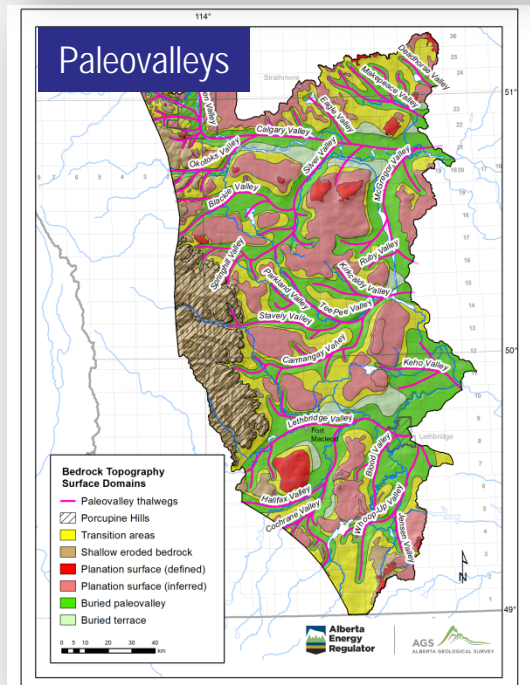 114°
Paleovalleys
Strathmore
Deadhorse Valley
Makepeace Valley
51°
Eagle Valley
Calgary Valley
Okotoks Valley
Silver Valley
McGregor Valley
Blackie Valley
Ruby Valley
Springhill Valley
Kirkcaldy Valley
Parkland Valley
TeePee Valley
Stavely Valley
Carmangay Valley
Keho Valley
50°
Lethbridge Valley
Fort
Macleod
Lethbridge
Blood Valley
Halifax Valley
Whoop Up Valley
Cochrane Valley
Jensen Valley
49°
Bedrock Topography
Surface Domains
Paleovalley thalwegs
Porcupine Hills
Transition areas
Shallow eroded bedrock
Planation surface (defined)
Planation surface (inferred)
Buried paleovalley
Buried terrace
0 5 10 20 30 40
km
N
Alberta
Energy
Regulator
AGS
ALBERTA GEOLOGICAL SURVEY